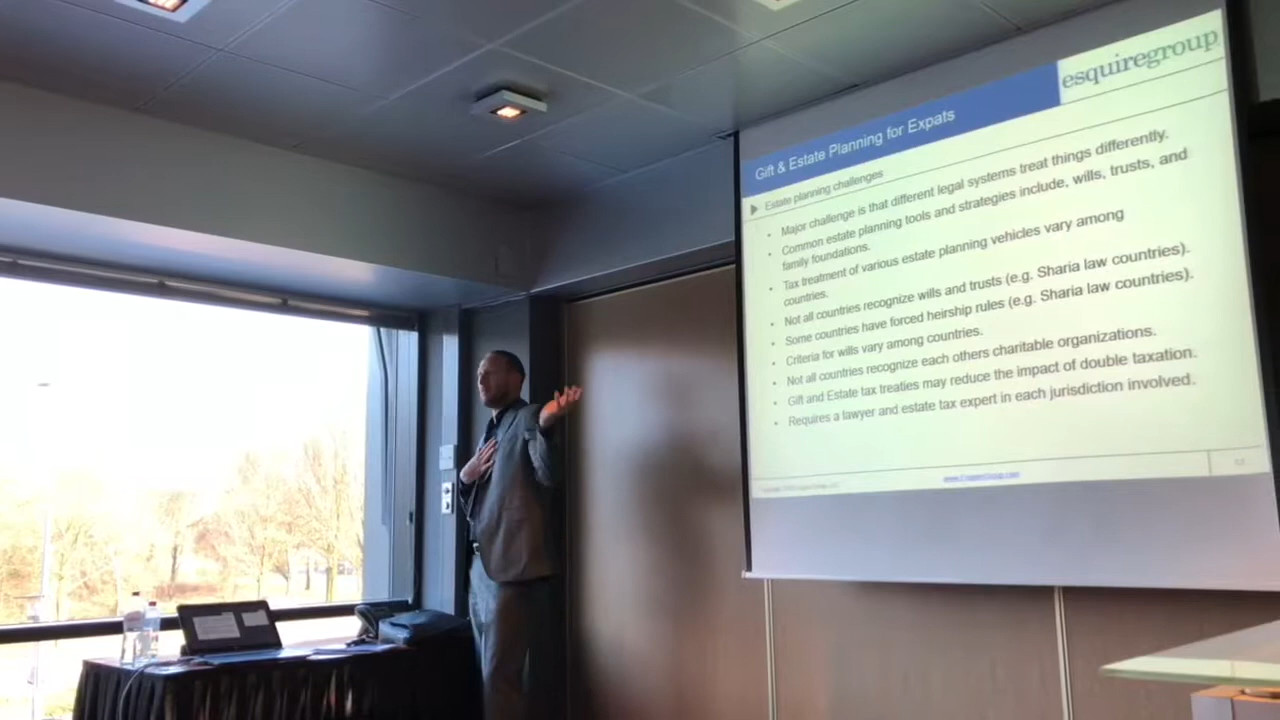 esquiregroup
Gift & Estate Planning for Expats
Estate planning challenges
• Major challenge is that different legal systems treat things differently.
• Common estate planning tools and strategies include, wills, trusts, and
family foundations.
• Tax treatment of various estate planning vehicles vary among
countries.
• Not all countries recognize wills and trusts (e.g. Sharia law countries).
• Some countries have forced heirship rules (e.g. Sharia law countries).
• Criteria for wills vary among countries.
• Not all countries recognize each others charitable organizations.
• Gift and Estate tax treaties may reduce the impact of double taxation.
• Requires a lawyer and estate tax expert in each jurisdiction involved.